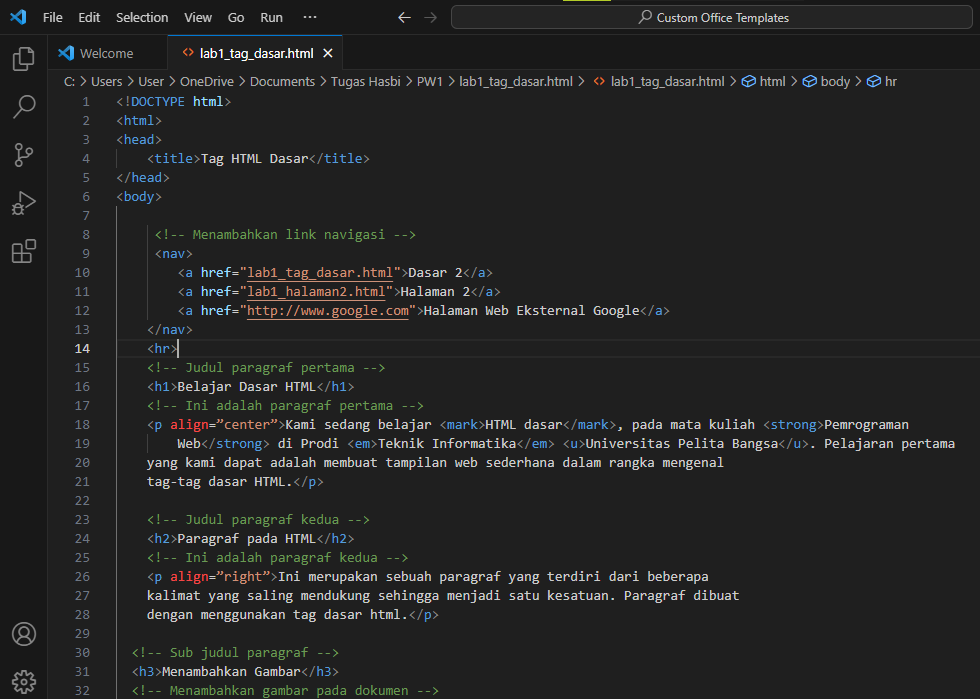 File Edit Selection View Go Run ··· ← → Custom Office Templates
Welcome <> lab1_tag_dasar.html ×
C: > Users > User > OneDrive > Documents > Tugas Hasbi > PW1 > lab1_tag_dasar.html > <> lab1_tag_dasar.html > html > body > hr
1 <!DOCTYPE html>
2 <html>
3 <head>
4 <title>Tag HTML Dasar</title>
5 </head>
6 <body>
7
8 <!-- Menambahkan link navigasi -->
9 <nav>
10 <a href="lab1_tag_dasar.html">Dasar 2</a>
11 <a href="lab1_halaman2.html">Halaman 2</a>
12 <a href="http://www.google.com">Halaman Web Eksternal Google</a>
13 </nav>
14 <hr>
15 <!-- Judul paragraf pertama -->
16 <h1>Belajar Dasar HTML</h1>
17 <!-- Ini adalah paragraf pertama -->
18 <p align=”center”>Kami sedang belajar <mark>HTML dasar</mark>, pada mata kuliah <strong>Pemrograman
19 Web</strong> di Prodi <em>Teknik Informatika</em> <u>Universitas Pelita Bangsa</u>. Pelajaran pertama
20 yang kami dapat adalah membuat tampilan web sederhana dalam rangka mengenal
21 tag-tag dasar HTML.</p>
22
23 <!-- Judul paragraf kedua -->
24 <h2>Paragraf pada HTML</h2>
25 <!-- Ini adalah paragraf kedua -->
26 <p align=”right”>Ini merupakan sebuah paragraf yang terdiri dari beberapa
27 kalimat yang saling mendukung sehingga menjadi satu kesatuan. Paragraf dibuat
28 dengan menggunakan tag dasar html.</p>
29
30 <!-- Sub judul paragraf -->
31 <h3>Menambahkan Gambar</h3>
32 <!-- Menambahkan gambar pada dokumen -->